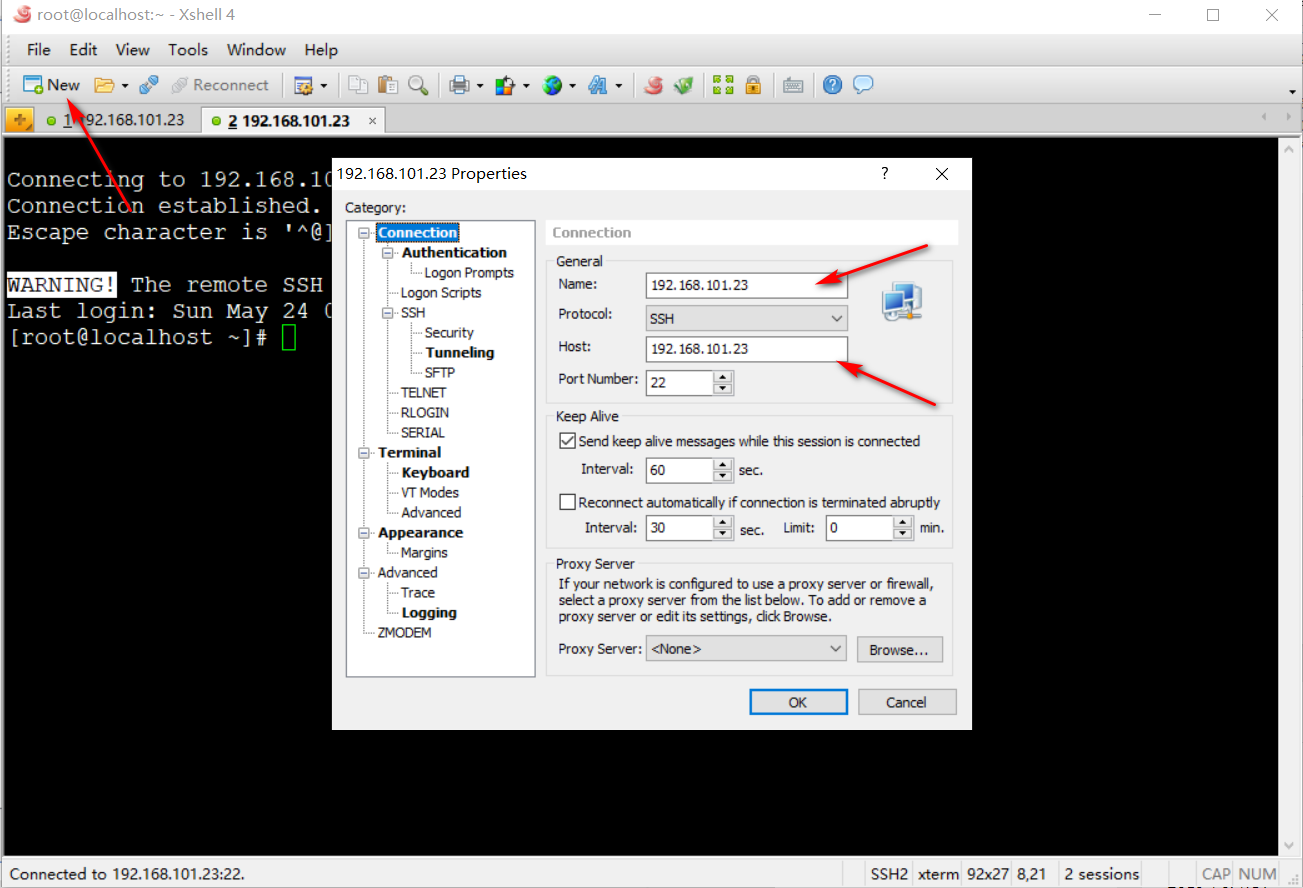 root@localhost:~ - Xshell 4
File Edit View Tools Window Help
New Reconnect
1 192.168.101.23 2 192.168.101.23 ×
Connecting to 192.168.10
Connection established.
Escape character is '^@]
WARNING! The remote SSH
Last login: Sun May 24
[root@localhost ~]#
192.168.101.23 Properties ?
Category:
Connection
Authentication
Logon Prompts
Logon Scripts
SSH
Security
Tunneling
SFTP
TELNET
RLOGIN
SERIAL
Terminal
Keyboard
VT Modes
Advanced
Appearance
Margins
Advanced
Trace
Logging
ZMODEM
Connection
General
Name: 192.168.101.23
Protocol: SSH
Host: 192.168.101.23
Port Number: 22
Keep Alive
Send keep alive messages while this session is connected
Interval: 60 sec.
Reconnect automatically if connection is terminated abruptly
Interval: 30 sec. Limit: 0 min.
Proxy Server
If your network is configured to use a proxy server or firewall,
select a proxy server from the list below. To add or remove a
proxy server or edit its settings, click Browse.
Proxy Server: <None> Browse...
OK Cancel
Connected to 192.168.101.23:22. SSH2 xterm 92x27 8,21 2 sessions CAP NUM